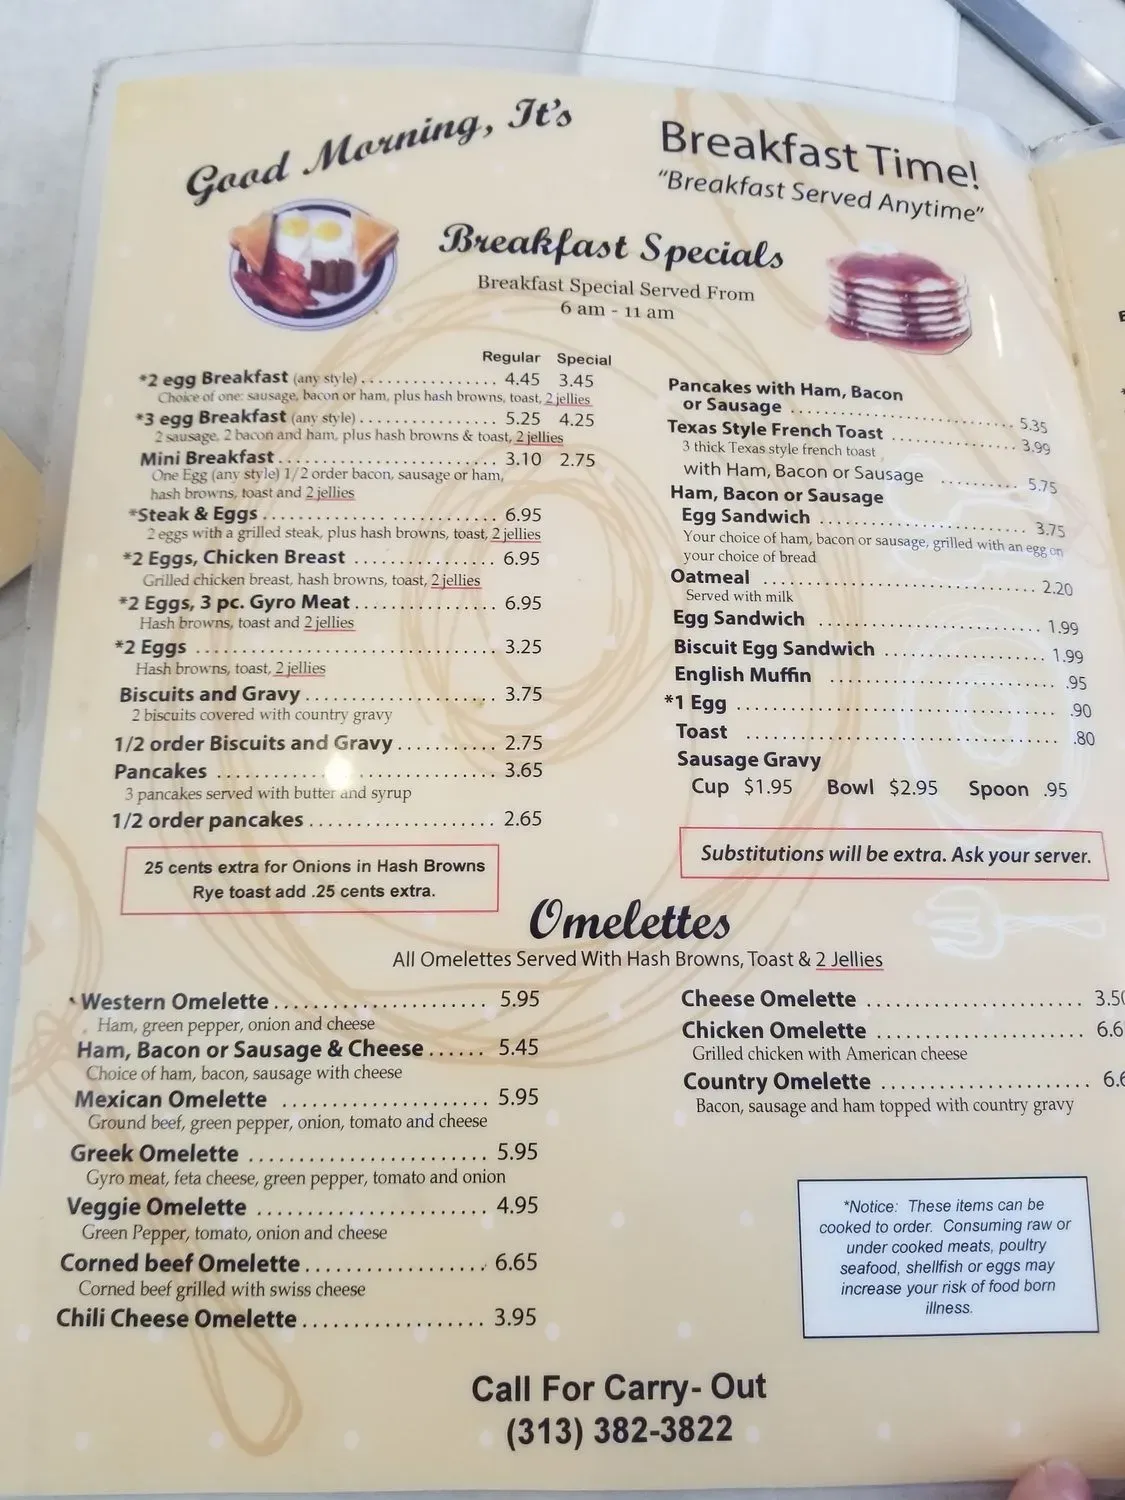 Good Morning, It's
Breakfast Time!
"Breakfast Served Anytime"
Breakfast Specials
Breakfast Special Served From
6 am - 11 am
Regular Special
*2 egg Breakfast (any style) ................ 4.45 3.45
Choice of one: sausage, bacon or ham, plus hash browns, toast, 2 jellies
*3 egg Breakfast (any style) ................ 5.25 4.25
2 sausage, 2 bacon and ham, plus hash browns & toast, 2 jellies
Mini Breakfast ......................... 3.10 2.75
One Egg (any style) 1/2 order bacon, sausage or ham,
hash browns, toast and 2 jellies
*Steak & Eggs ........................... 6.95
2 eggs with a grilled steak, plus hash browns, toast, 2 jellies
*2 Eggs, Chicken Breast ................ 6.95
Grilled chicken breast, hash browns, toast, 2 jellies
*2 Eggs, 3 pc. Gyro Meat ................ 6.95
Hash browns, toast and 2 jellies
*2 Eggs ................................. 3.25
Hash browns, toast, 2 jellies
Biscuits and Gravy ...................... 3.75
2 biscuits covered with country gravy
1/2 order Biscuits and Gravy ........... 2.75
Pancakes ............................... 3.65
3 pancakes served with butter and syrup
1/2 order pancakes ..................... 2.65
25 cents extra for Onions in Hash Browns
Rye toast add .25 cents extra.
Pancakes with Ham, Bacon
or Sausage .......................... 5.35
Texas Style French Toast ................ 3.99
3 thick Texas style french toast
with Ham, Bacon or Sausage .......... 5.75
Ham, Bacon or Sausage
Egg Sandwich ........................ 3.75
Your choice of ham, bacon or sausage, grilled with an egg on
your choice of bread
Oatmeal ................................. 2.20
Served with milk
Egg Sandwich ........................... 1.99
Biscuit Egg Sandwich ................... 1.99
English Muffin .......................... .95
*1 Egg .................................. .90
Toast ................................... .80
Sausage Gravy
Cup $1.95 Bowl $2.95 Spoon .95
Substitutions will be extra. Ask your server.
Omelettes
All Omelettes Served With Hash Browns, Toast & 2 Jellies
*Western Omelette ...................... 5.95
Ham, green pepper, onion and cheese
Ham, Bacon or Sausage & Cheese ...... 5.45
Choice of ham, bacon, sausage with cheese
Mexican Omelette ..................... 5.95
Ground beef, green pepper, onion, tomato and cheese
Greek Omelette ........................ 5.95
Gyro meat, feta cheese, green pepper, tomato and onion
Veggie Omelette ....................... 4.95
Green Pepper, tomato, onion and cheese
Corned beef Omelette .................. 6.65
Corned beef grilled with swiss cheese
Chili Cheese Omelette ................... 3.95
Cheese Omelette ...................... 3.50
Chicken Omelette ..................... 6.6
Grilled chicken with American cheese
Country Omelette ..................... 6.6
Bacon, sausage and ham topped with country gravy
*Notice: These items can be
cooked to order. Consuming raw or
under cooked meats, poultry
seafood, shellfish or eggs may
increase your risk of food born
illness.
Call For Carry- Out
(313) 382-3822